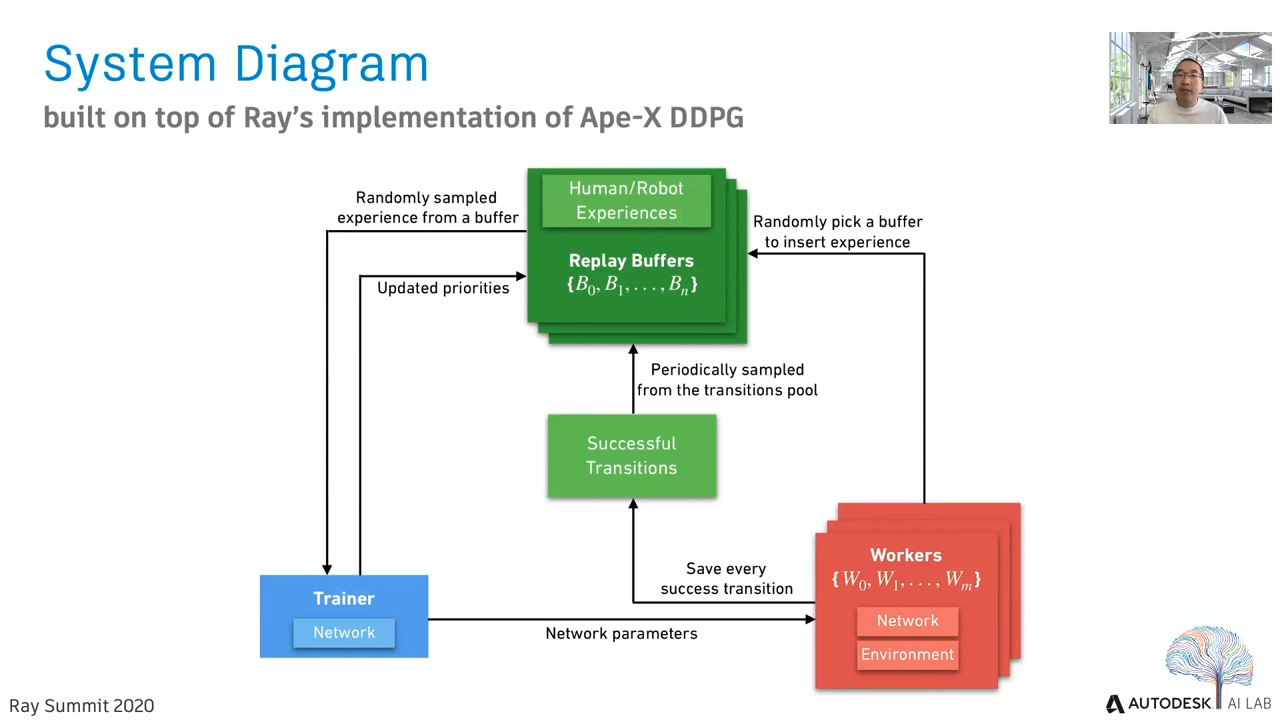 System Diagram
built on top of Ray's implementation of Ape-X DDPG
Human/Robot
Experiences
Replay Buffers
{B0, B1, . . . , Bn}
Randomly sampled
experience from a buffer
Updated priorities
Randomly pick a buffer
to insert experience
Periodically sampled
from the transitions pool
Successful
Transitions
Save every
success transition
Workers
{W0, W1, . . . , Wm}
Network
Environment
Trainer
Network
Network parameters
Ray Summit 2020
AUTODESK. AI LAB